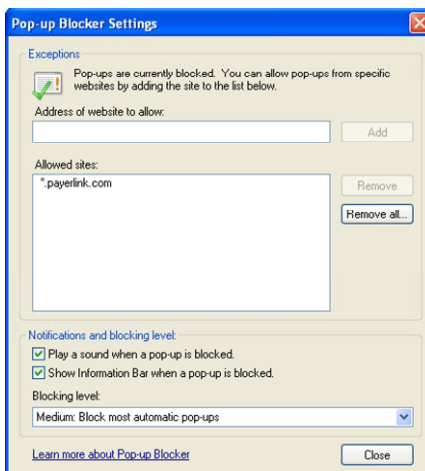 Pop-up Blocker Settings
Exceptions
Pop-ups are currently blocked. You can allow pop-ups from specific
websites by adding the site to the list below.
Address of website to allow:
Add
Allowed sites:
*.payerlink.com
Remove
Remove all...
Notifications and blocking level:
Play a sound when a pop-up is blocked.
Show Information Bar when a pop-up is blocked.
Blocking level:
Medium: Block most automatic pop-ups
Learn more about Pop-up Blocker
Close